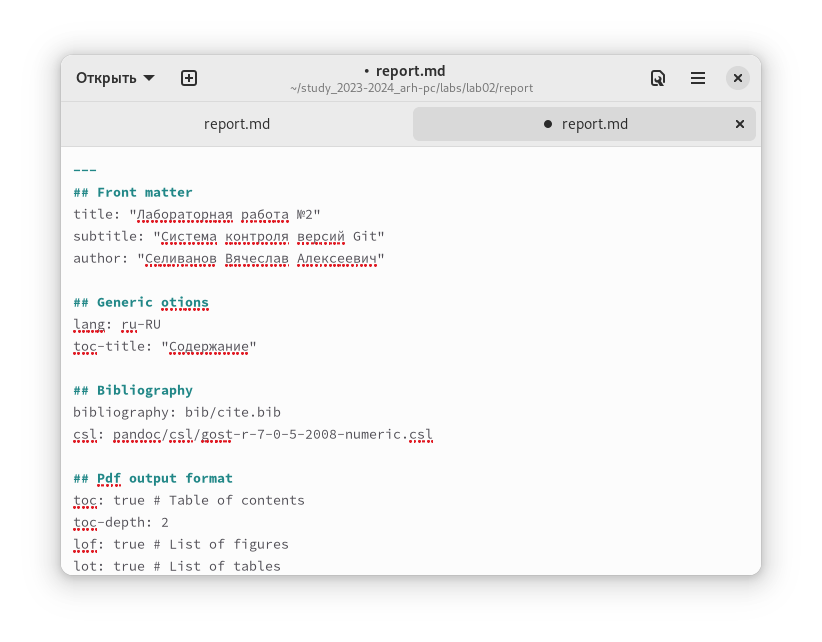 Открыть
• report.md
~/study_2023-2024_arh-pc/labs/lab02/report
report.md
● report.md
---
## Front matter
title: "Лабораторная работа №2"
subtitle: "Система контроля версий Git"
author: "Селиванов Вячеслав Алексеевич"
## Generic otions
lang: ru-RU
toc-title: "Содержание"
## Bibliography
bibliography: bib/cite.bib
csl: pandoc/csl/gost-r-7-0-5-2008-numeric.csl
## Pdf output format
toc: true # Table of contents
toc-depth: 2
lof: true # List of figures
lot: true # List of tables